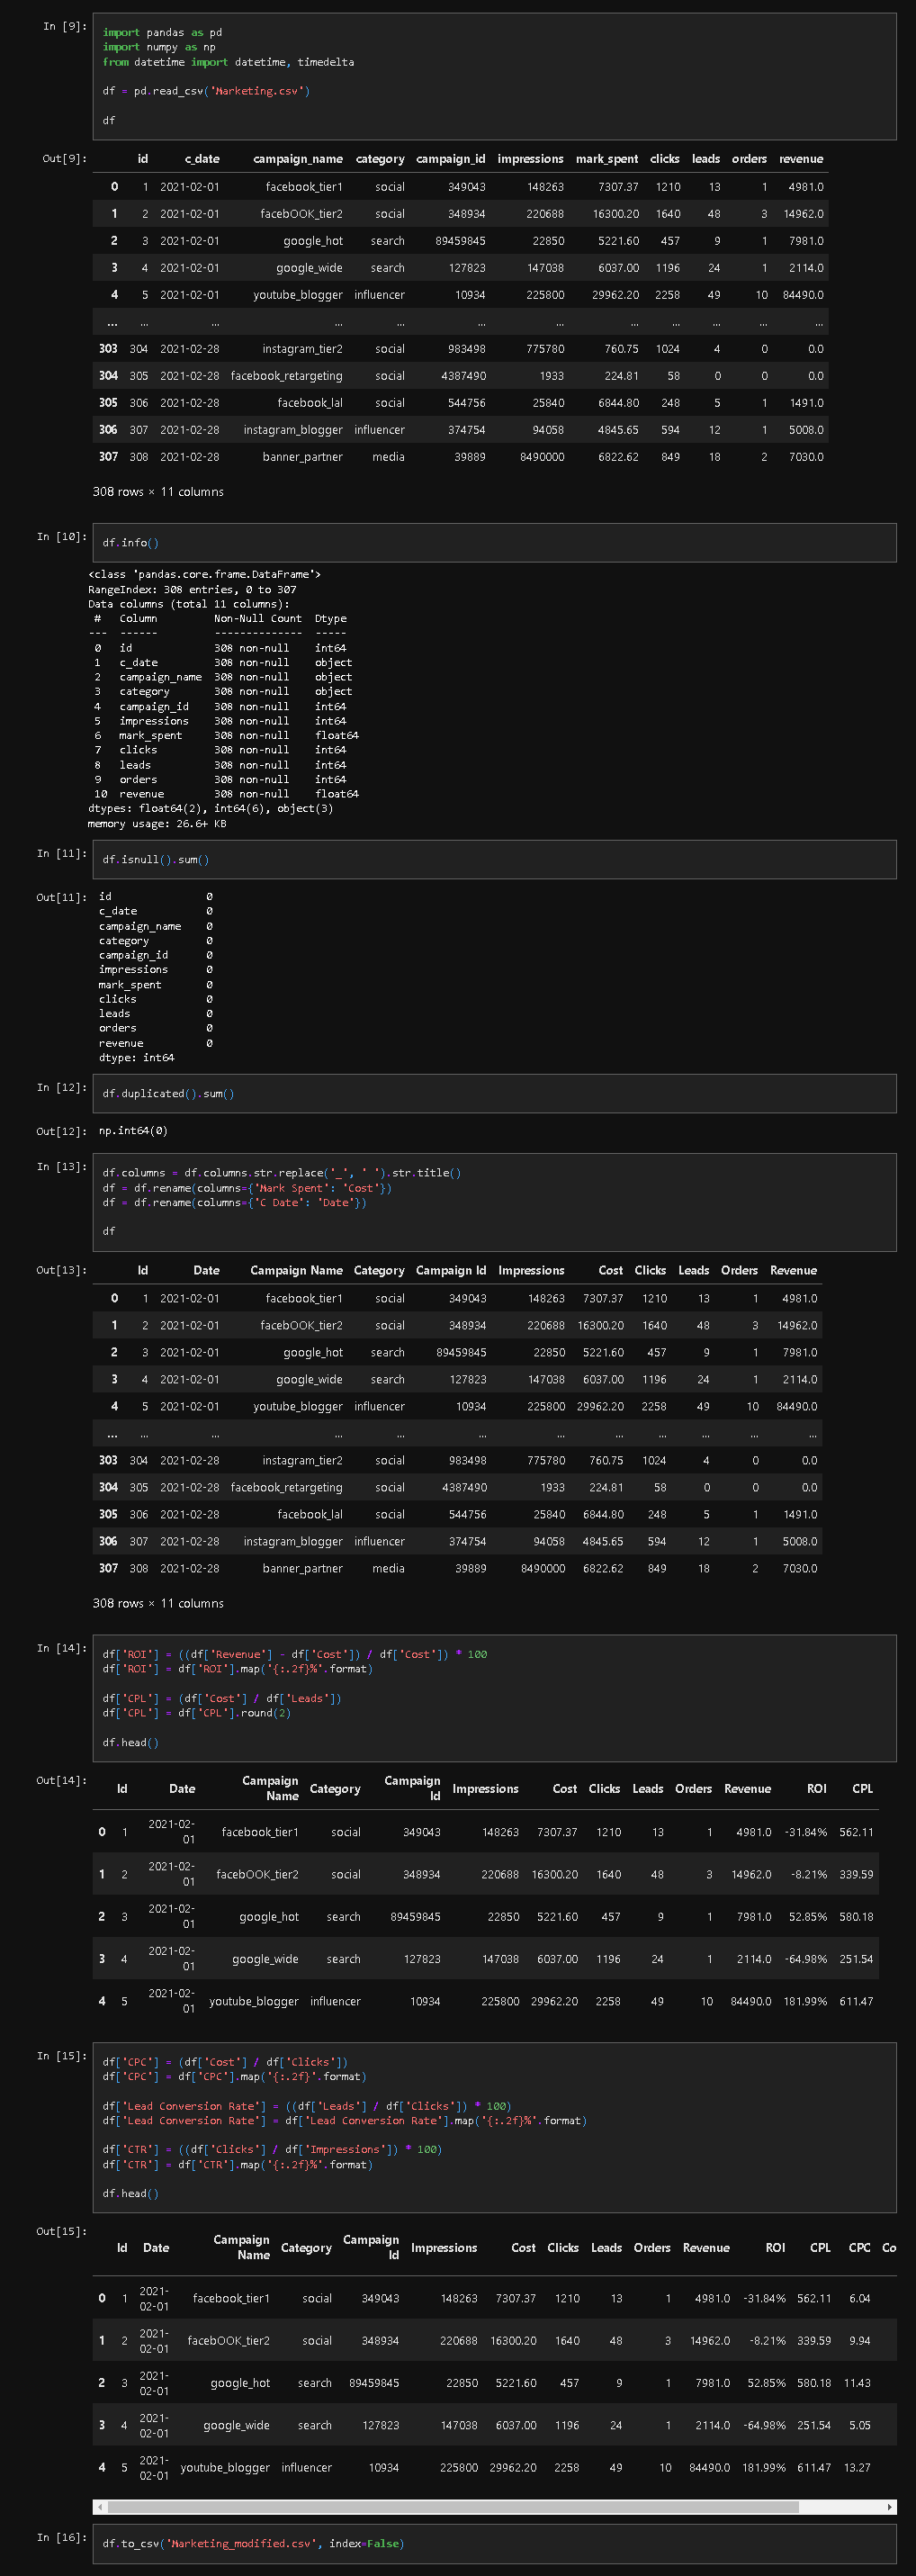 In [9]:
import pandas as pd
import numpy as np
from datetime import datetime, timedelta
df = pd.read_csv('Marketing.csv')
df
Out[9]:
id c_date campaign_name category campaign_id impressions mark_spent clicks leads orders revenue
0 1 2021-02-01 facebook_tier1 social 349043 148263 7307.37 1210 13 1 4981.0
1 2 2021-02-01 facebOOK_tier2 social 348934 220688 16300.20 1640 48 3 14962.0
2 3 2021-02-01 google_hot search 89459845 22850 5221.60 457 9 1 7981.0
3 4 2021-02-01 google_wide search 127823 147038 6037.00 1196 24 1 2114.0
4 5 2021-02-01 youtube_blogger influencer 10934 225800 29962.20 2258 49 10 84490.0
... ... ... ... ... ... ... ... ... ... ... ...
303 304 2021-02-28 instagram_tier2 social 983498 775780 760.75 1024 4 0 0.0
304 305 2021-02-28 facebook_retargeting social 4387490 1933 224.81 58 0 0 0.0
305 306 2021-02-28 facebook_lal social 544756 25840 6844.80 248 5 1 1491.0
306 307 2021-02-28 instagram_blogger influencer 374754 94058 4845.65 594 12 1 5008.0
307 308 2021-02-28 banner_partner media 39889 8490000 6822.62 849 18 2 7030.0
308 rows × 11 columns
In [10]:
df.info()
<class 'pandas.core.frame.DataFrame'>
RangeIndex: 308 entries, 0 to 307
Data columns (total 11 columns):
# Column Non-Null Count Dtype
--- ------ -------------- -----
0 id 308 non-null int64
1 c_date 308 non-null object
2 campaign_name 308 non-null object
3 category 308 non-null object
4 campaign_id 308 non-null int64
5 impressions 308 non-null int64
6 mark_spent 308 non-null float64
7 clicks 308 non-null int64
8 leads 308 non-null int64
9 orders 308 non-null int64
10 revenue 308 non-null float64
dtypes: float64(2), int64(6), object(3)
memory usage: 26.6+ KB
In [11]:
df.isnull().sum()
Out[11]:
id 0
c_date 0
campaign_name 0
category 0
campaign_id 0
impressions 0
mark_spent 0
clicks 0
leads 0
orders 0
revenue 0
dtype: int64
In [12]:
df.duplicated().sum()
Out[12]:
np.int64(0)
In [13]:
df.columns = df.columns.str.replace('_', ' ').str.title()
df = df.rename(columns={'Mark Spent': 'Cost'})
df = df.rename(columns={'C Date': 'Date'})
df
Out[13]:
Id Date Campaign Name Category Campaign Id Impressions Cost Clicks Leads Orders Revenue
0 1 2021-02-01 facebook_tier1 social 349043 148263 7307.37 1210 13 1 4981.0
1 2 2021-02-01 facebOOK_tier2 social 348934 220688 16300.20 1640 48 3 14962.0
2 3 2021-02-01 google_hot search 89459845 22850 5221.60 457 9 1 7981.0
3 4 2021-02-01 google_wide search 127823 147038 6037.00 1196 24 1 2114.0
4 5 2021-02-01 youtube_blogger influencer 10934 225800 29962.20 2258 49 10 84490.0
... ... ... ... ... ... ... ... ... ... ... ...
303 304 2021-02-28 instagram_tier2 social 983498 775780 760.75 1024 4 0 0.0
304 305 2021-02-28 facebook_retargeting social 4387490 1933 224.81 58 0 0 0.0
305 306 2021-02-28 facebook_lal social 544756 25840 6844.80 248 5 1 1491.0
306 307 2021-02-28 instagram_blogger influencer 374754 94058 4845.65 594 12 1 5008.0
307 308 2021-02-28 banner_partner media 39889 8490000 6822.62 849 18 2 7030.0
308 rows × 11 columns
In [14]:
df['ROI'] = ((df['Revenue'] - df['Cost']) / df['Cost']) * 100
df['ROI'] = df['ROI'].map('{:.2f}%'.format)
df['CPL'] = (df['Cost'] / df['Leads'])
df['CPL'] = df['CPL'].round(2)
df.head()
Out[14]:
Id Date Campaign Name Category Campaign Id Impressions Cost Clicks Leads Orders Revenue ROI CPL
0 1 2021-02-01 facebook_tier1 social 349043 148263 7307.37 1210 13 1 4981.0 -31.84% 562.11
1 2 2021-02-01 facebOOK_tier2 social 348934 220688 16300.20 1640 48 3 14962.0 -8.21% 339.59
2 3 2021-02-01 google_hot search 89459845 22850 5221.60 457 9 1 7981.0 52.85% 580.18
3 4 2021-02-01 google_wide search 127823 147038 6037.00 1196 24 1 2114.0 -64.98% 251.54
4 5 2021-02-01 youtube_blogger influencer 10934 225800 29962.20 2258 49 10 84490.0 181.99% 611.47
In [15]:
df['CPC'] = (df['Cost'] / df['Clicks'])
df['CPC'] = df['CPC'].map('{:.2f}'.format)
df['Lead Conversion Rate'] = ((df['Leads'] / df['Clicks']) * 100)
df['Lead Conversion Rate'] = df['Lead Conversion Rate'].map('{:.2f}%'.format)
df['CTR'] = ((df['Clicks'] / df['Impressions']) * 100)
df['CTR'] = df['CTR'].map('{:.2f}%'.format)
df.head()
Out[15]:
Id Date Campaign Name Category Campaign Id Impressions Cost Clicks Leads Orders Revenue ROI CPL CPC Co
0 1 2021-02-01 facebook_tier1 social 349043 148263 7307.37 1210 13 1 4981.0 -31.84% 562.11 6.04
1 2 2021-02-01 facebOOK_tier2 social 348934 220688 16300.20 1640 48 3 14962.0 -8.21% 339.59 9.94
2 3 2021-02-01 google_hot search 89459845 22850 5221.60 457 9 1 7981.0 52.85% 580.18 11.43
3 4 2021-02-01 google_wide search 127823 147038 6037.00 1196 24 1 2114.0 -64.98% 251.54 5.05
4 5 2021-02-01 youtube_blogger influencer 10934 225800 29962.20 2258 49 10 84490.0 181.99% 611.47 13.27
In [16]:
df.to_csv('Marketing_modified.csv', index=False)